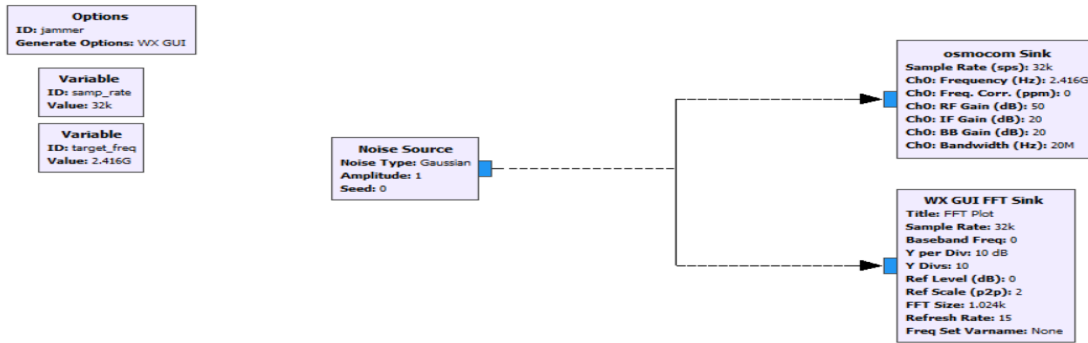 Options
ID: jammer
Generate Options: WX GUI
Variable
ID: samp_rate
Value: 32k
Variable
ID: target_freq
Value: 2.416G
Noise Source
Noise Type: Gaussian
Amplitude: 1
Seed: 0
osmocom Sink
Sample Rate (sps): 32k
Ch0: Frequency (Hz): 2.416G
Ch0: Freq. Corr. (ppm): 0
Ch0: RF Gain (dB): 50
Ch0: IF Gain (dB): 20
Ch0: BB Gain (dB): 20
Ch0: Bandwidth (Hz): 20M
WX GUI FFT Sink
Title: FFT Plot
Sample Rate: 32k
Baseband Freq: 0
Y per Div: 10 dB
Y Divs: 10
Ref Level (dB): 0
Ref Scale (p2p): 2
FFT Size: 1.024k
Refresh Rate: 15
Freq Set Varname: None